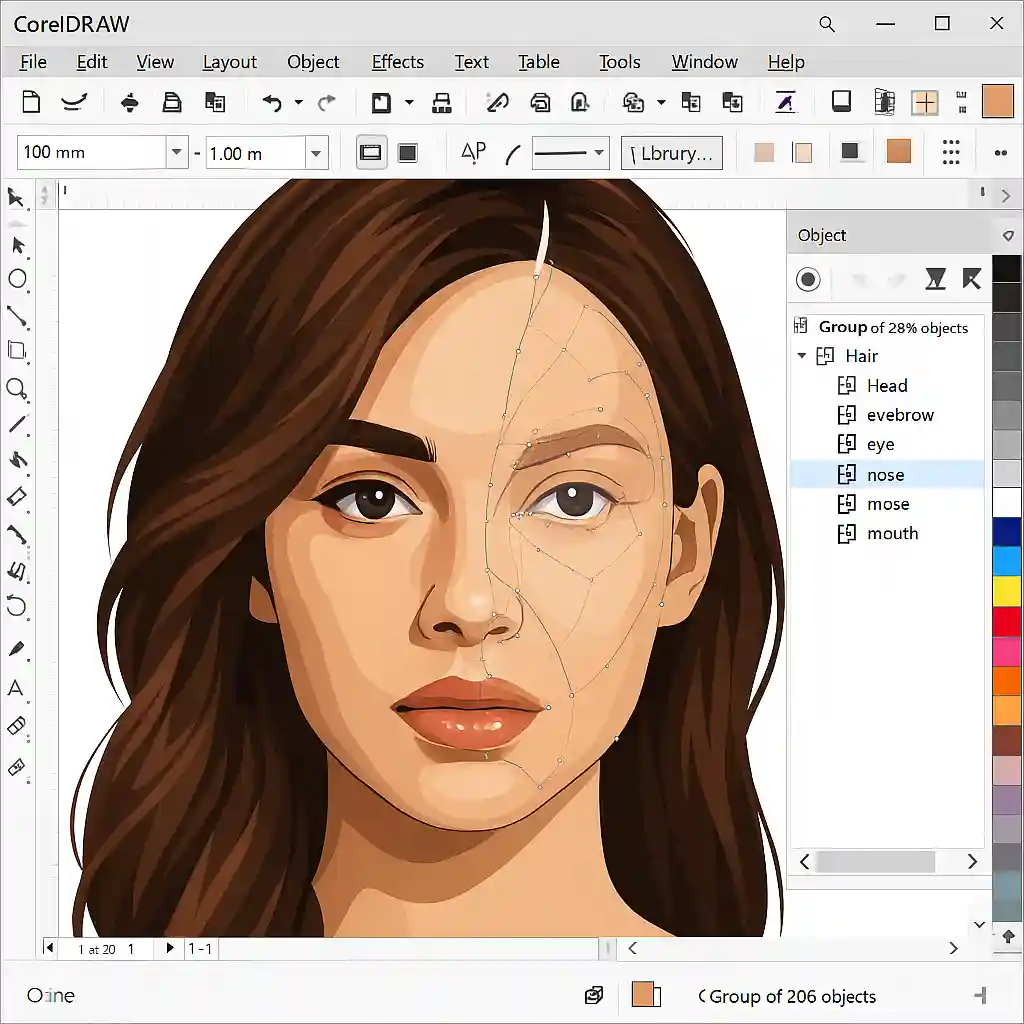 CorelDRAW
File Edit View Layout Object Effects Text Table Tools Window Help
100 mm - 1.00 m AP Lbrury...
Object
Group of 28% objects
Hair
Head
evebrow
eye
nose
mose
mouth
1 at 20 1 1-1
Group of 206 objects